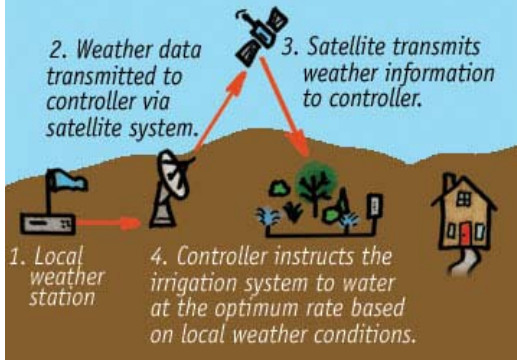 1. Local
weather
station
2. Weather data
transmitted to
controller via
satellite system.
3. Satellite transmits
weather information
to controller.
4. Controller instructs the
irrigation system to water
at the optimum rate based
on local weather conditions.